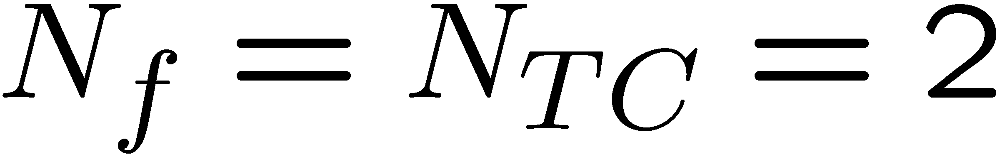 N_f = N_{TC} = 2